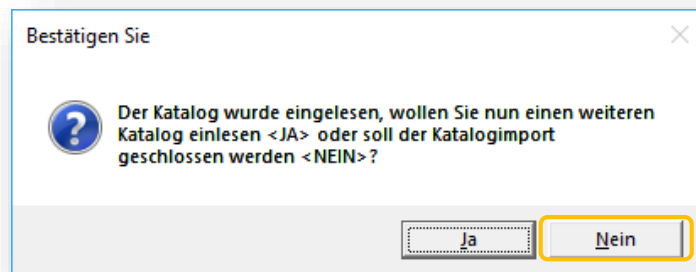 Bestätigen Sie
Der Katalog wurde eingelesen, wollen Sie nun einen weiteren
Katalog einlesen <JA> oder soll der Katalogimport
geschlossen werden <NEIN>?
Ja
Nein